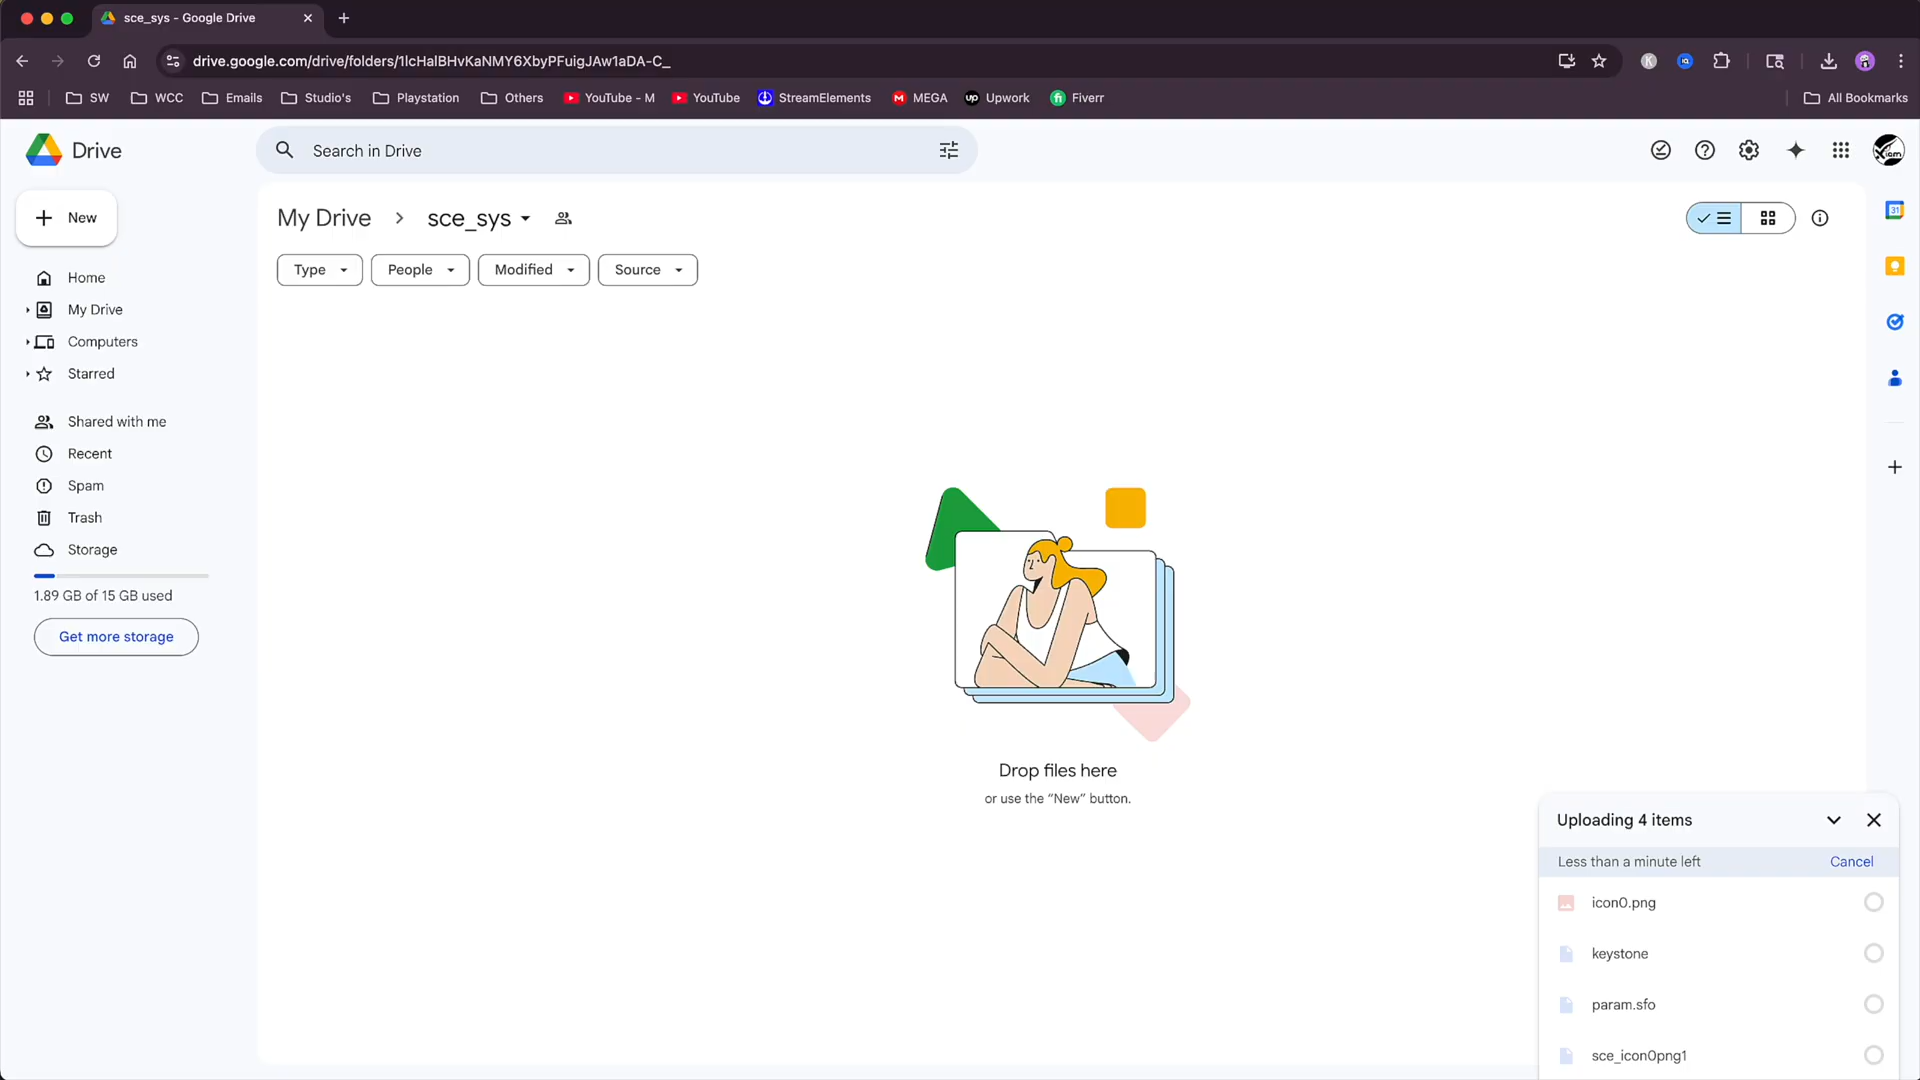 sce_sys - Google Drive
drive.google.com/drive/folders/1lcHalBHvKaNMY6XbyPFuigJAw1aDA-C_
SW
WCC
Emails
Studio's
Playstation
Others
YouTube - M
YouTube
StreamElements
MEGA
up
Upwork
fi
Fiverr
All Bookmarks
K
Drive
Search in Drive
New
My Drive
sce_sys
Type
People
Modified
Source
31
Home
My Drive
Computers
Starred
Shared with me
Recent
Spam
Trash
Storage
1.89 GB of 15 GB used
Get more storage
Drop files here
or use the “New” button.
Uploading 4 items
Less than a minute left
Cancel
icon0.png
keystone
param.sfo
sce_icon0png1